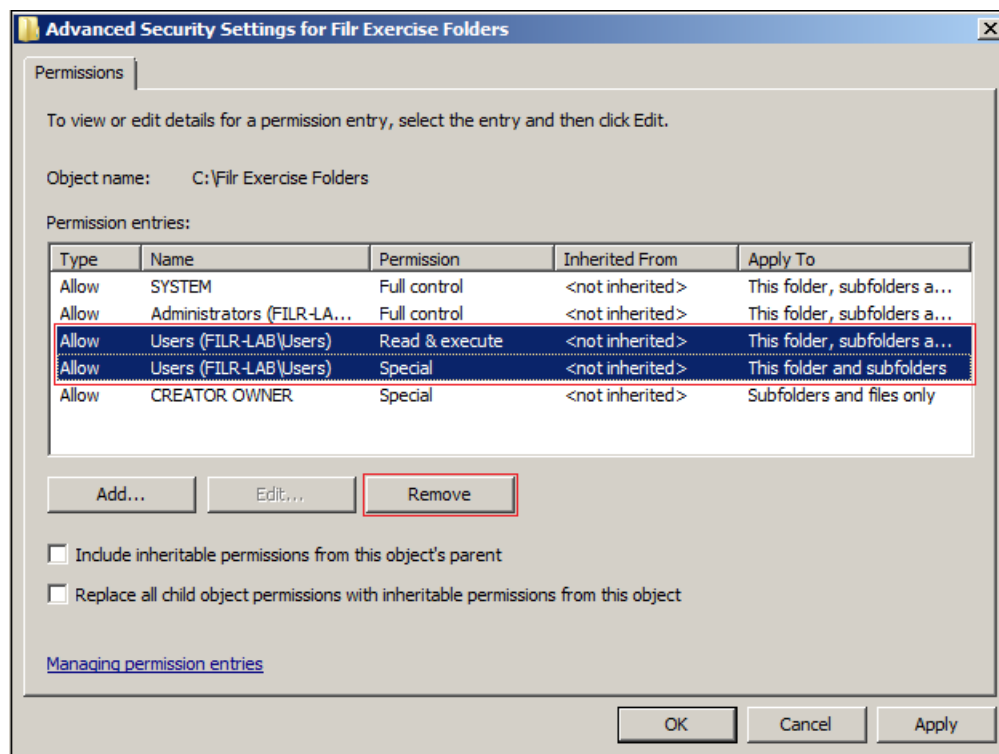 Advanced Security Settings for Filr Exercise Folders
Permissions
To view or edit details for a permission entry, select the entry and then click Edit.
Object name: C:\Filr Exercise Folders
Permission entries:
Type Name Permission Inherited From Apply To
Allow SYSTEM Full control <not inherited> This folder, subfolders a...
Allow Administrators (FILR-LA... Full control <not inherited> This folder, subfolders a...
Allow Users (FILR-LAB\Users) Read & execute <not inherited> This folder, subfolders a...
Allow Users (FILR-LAB\Users) Special <not inherited> This folder and subfolders
Allow CREATOR OWNER Special <not inherited> Subfolders and files only
Add... Edit... Remove
Include inheritable permissions from this object's parent
Replace all child object permissions with inheritable permissions from this object
Managing permission entries
OK Cancel Apply